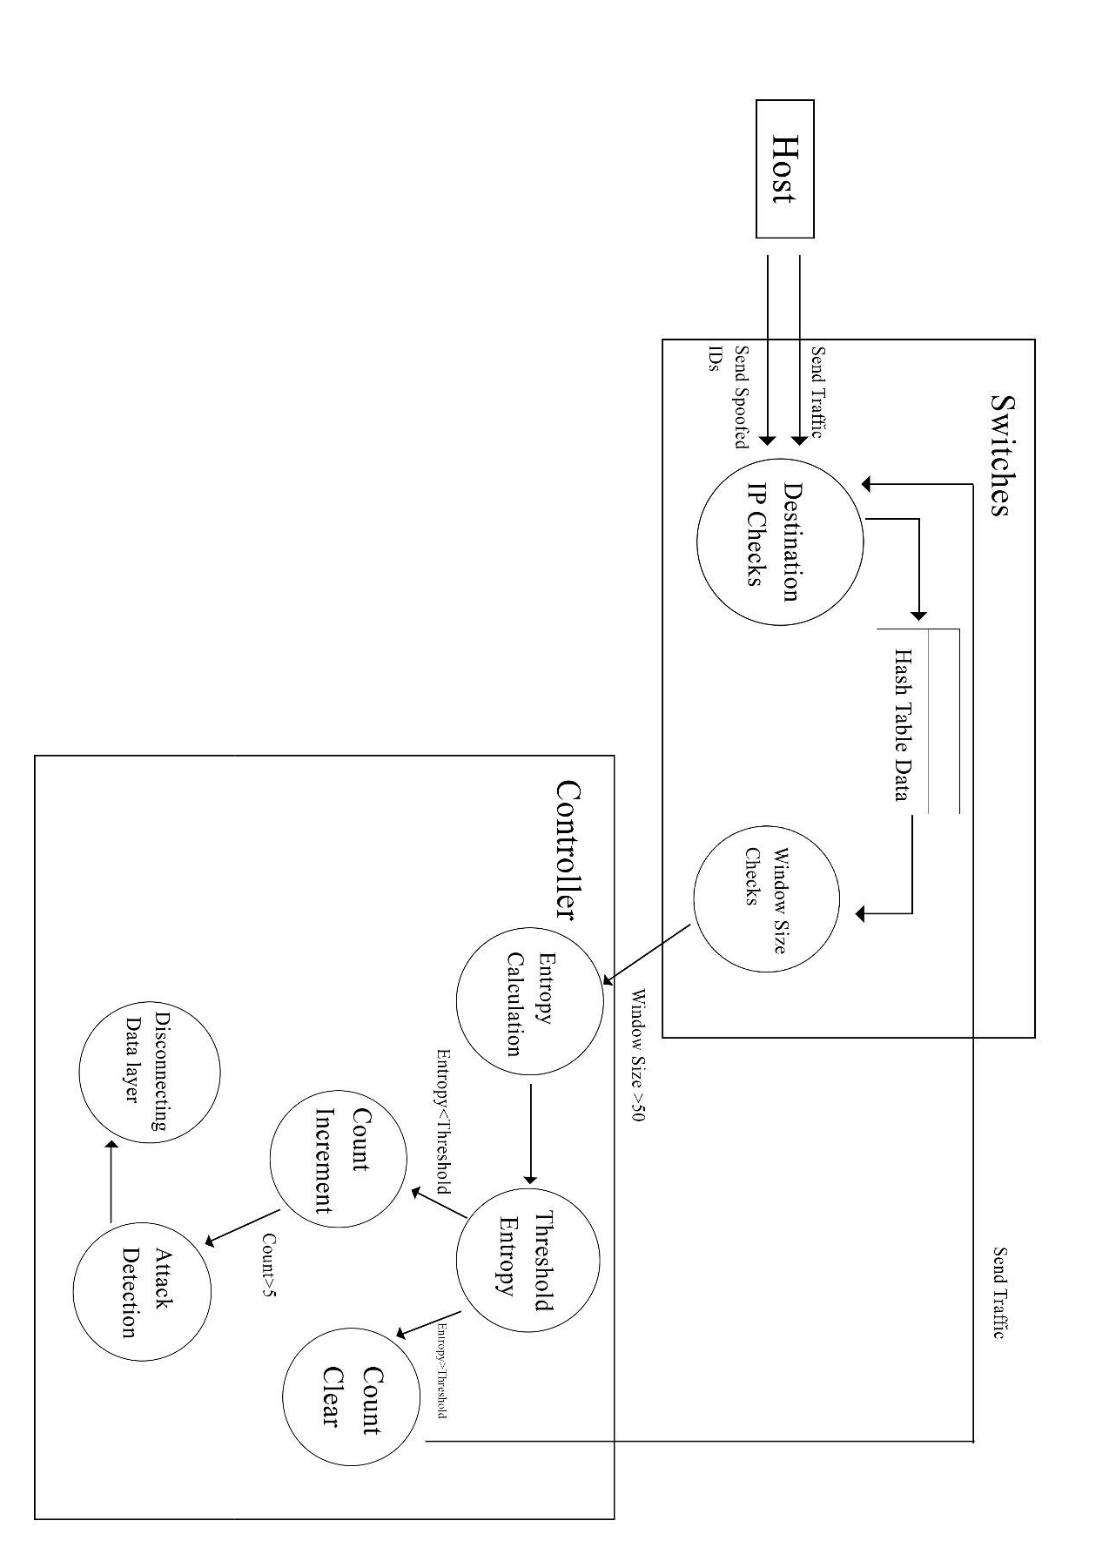 Host
Send Traffic
Send Spoofed
IDs
Switches
Destination
IP Checks
Hash Table Data
Window Size
Checks
Window Size >50
Controller
Entropy
Calculation
Threshold
Entropy
Entropy<Threshold
Count
Increment
Entropy>Threshold
Count
Clear
Count>5
Attack
Detection
Disconnecting
Data layer
Send Traffic